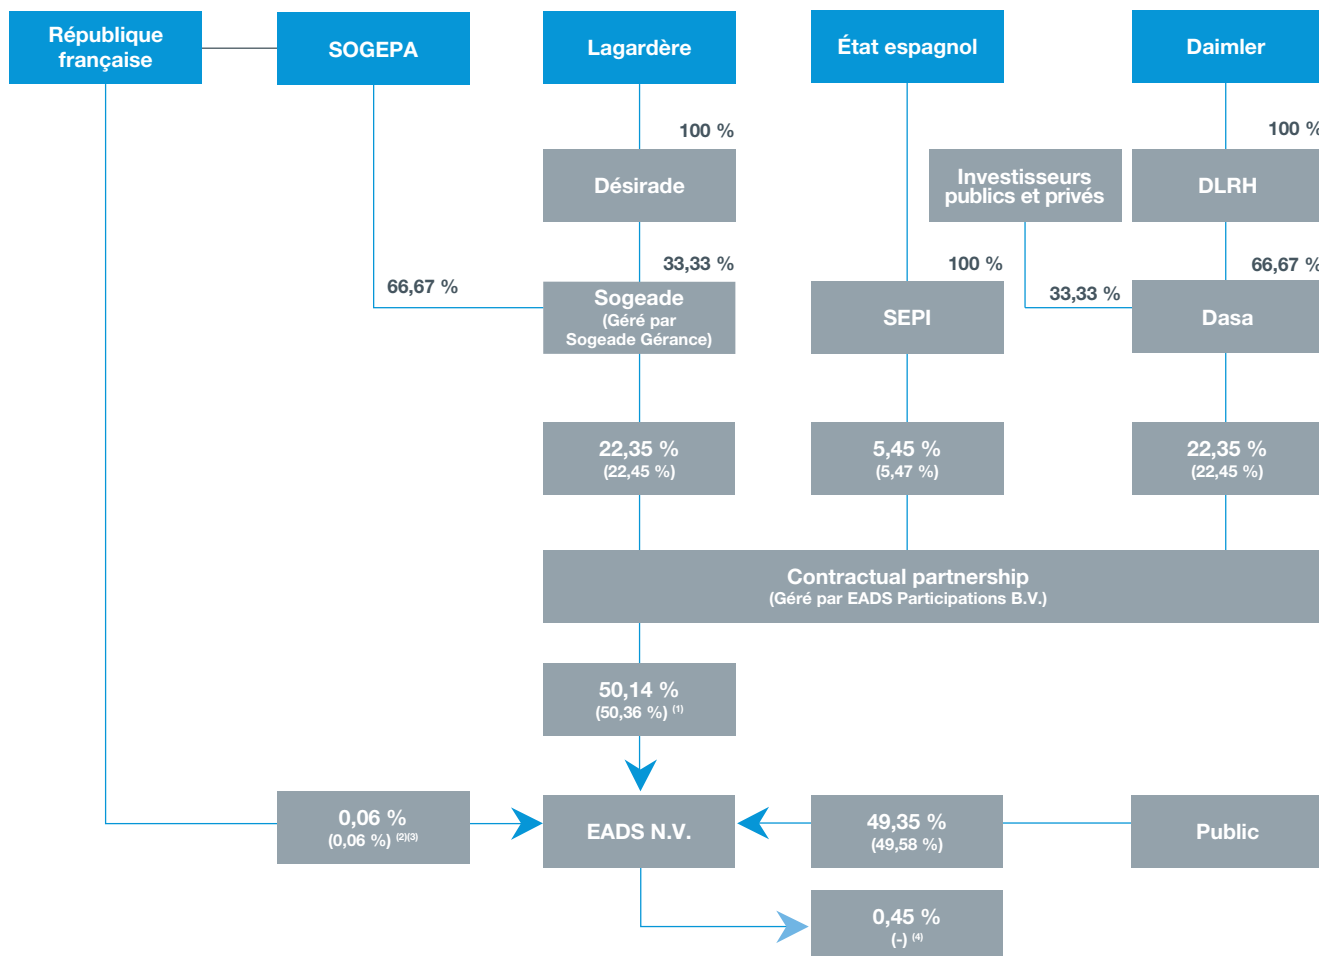 République
française
SOGEPA
Lagardère
État espagnol
Daimler
100 %
100 %
Désirade
Investisseurs
publics et privés
DLRH
66,67 %
33,33 %
100 %
33,33 %
66,67 %
Sogeade
(Géré par
Sogeade Gérance)
SEPI
Dasa
22,35 %
(22,45 %)
5,45 %
(5,47 %)
22,35 %
(22,45 %)
Contractual partnership
(Géré par EADS Participations B.V.)
50,14 %
(50,36 %) (1)
0,06 %
(0,06 %) (2)(3)
EADS N.V.
49,35 %
(49,58 %)
Public
0,45 %
(-) (4)